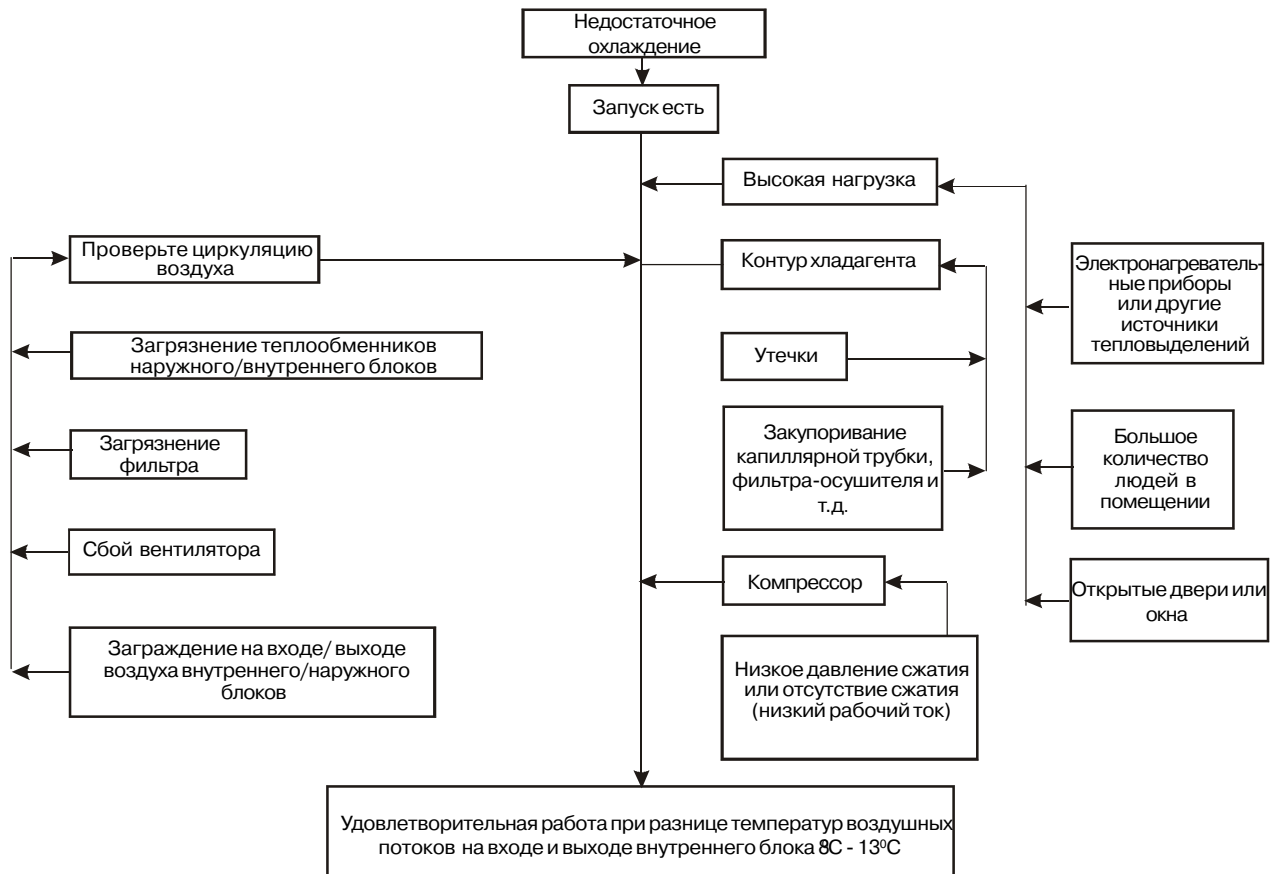 Недостаточное
охлаждение
Запуск есть
Высокая нагрузка
Проверьте циркуляцию
воздуха
Контур хладагента
Электронагреватель-
ные приборы
или другие
источники
тепловыделений
Загрязнение теплообменников
наружного/внутреннего блоков
Утечки
Загрязнение
фильтра
Закупоривание
капиллярной трубки,
фильтра-осушителя и
т.д.
Большое
количество
людей в
помещении
Сбой вентилятора
Компрессор
Открытые двери или
окна
Заграждение на входе/ выходе
воздуха внутреннего/наружного
блоков
Низкое давление сжатия
или отсутствие сжатия
(низкий рабочий ток)
Удовлетворительная работа при разнице температур воздушных
потоков на входе и выходе внутреннего блока 8С - 13⁰С